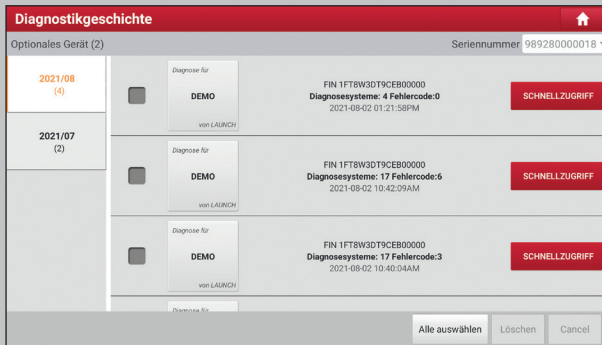 Diagnostikgeschichte
Optionales Gerät (2)
Seriennummer 989280000018
2021/08
(4)
2021/07
(2)
Diagnose für
DEMO
von LAUNCH
FIN 1FT8W3DT9CEB00000
Diagnosesysteme: 4 Fehlercode:0
2021-08-02 01:21:58PM
SCHNELLZUGRIFF
Diagnose für
DEMO
von LAUNCH
FIN 1FT8W3DT9CEB00000
Diagnosesysteme: 17 Fehlercode:6
2021-08-02 10:42:09AM
SCHNELLZUGRIFF
Diagnose für
DEMO
von LAUNCH
FIN 1FT8W3DT9CEB00000
Diagnosesysteme: 17 Fehlercode:3
2021-08-02 10:40:04AM
SCHNELLZUGRIFF
Diagnose für
Alle auswählen
Löschen
Cancel